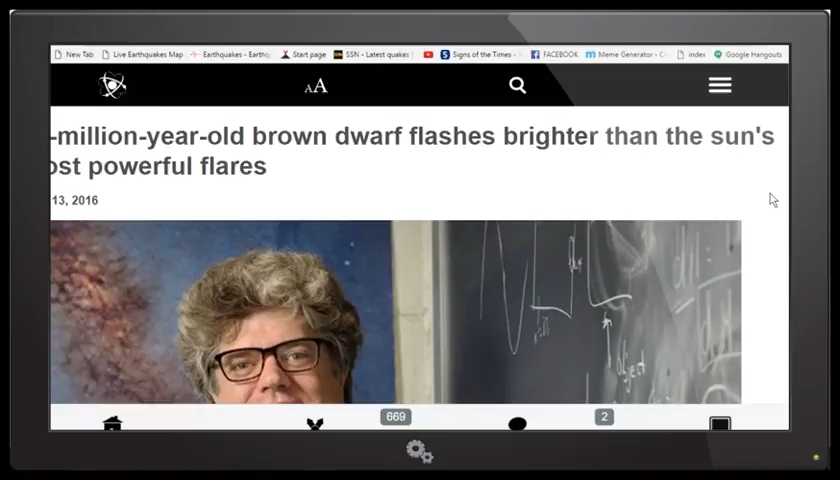 New Tab Live Earthquakes Map Earthquakes - Earthq Start page SSN - Latest quakes Signs of the Times - FACEBOOK Meme Generator - C index Google Hangouts
AA
-million-year-old brown dwarf flashes brighter than the sun's
ost powerful flares
13, 2016
object
669 2